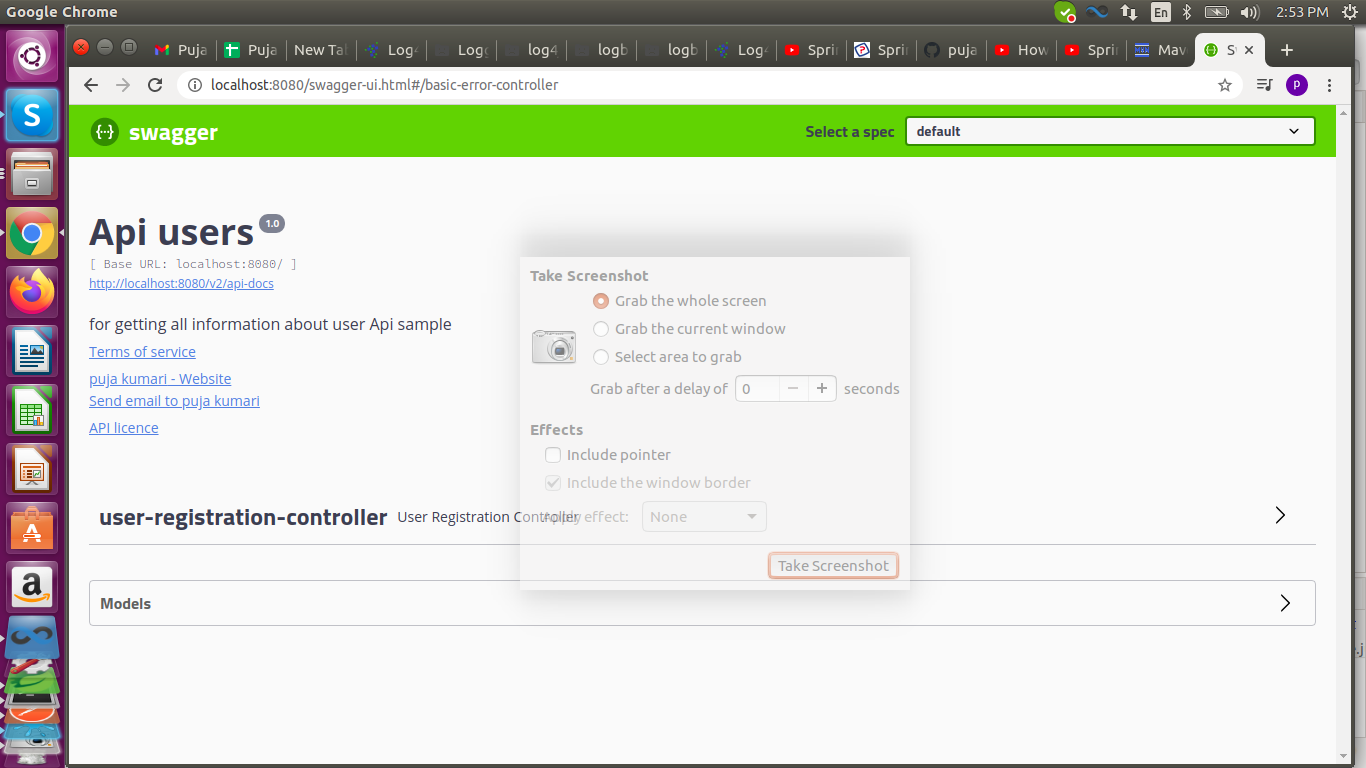 Google Chrome
En
2:53 PM
Puja
Puja
New Tab
Log4
Logg
log4
logb
logb
Log4
Sprin
Sprin
puja
How
Sprin
Mav
S
localhost:8080/swagger-ui.html#/basic-error-controller
p
swagger
Select a spec
default
Api users 1.0
[ Base URL: localhost:8080/ ]
http://localhost:8080/v2/api-docs
for getting all information about user Api sample
Terms of service
puja kumari - Website
Send email to puja kumari
API licence
Take Screenshot
Grab the whole screen
Grab the current window
Select area to grab
Grab after a delay of 0 − + seconds
Effects
Include pointer
Include the window border
Apply effect: None
Take Screenshot
user-registration-controller User Registration Controller
Models